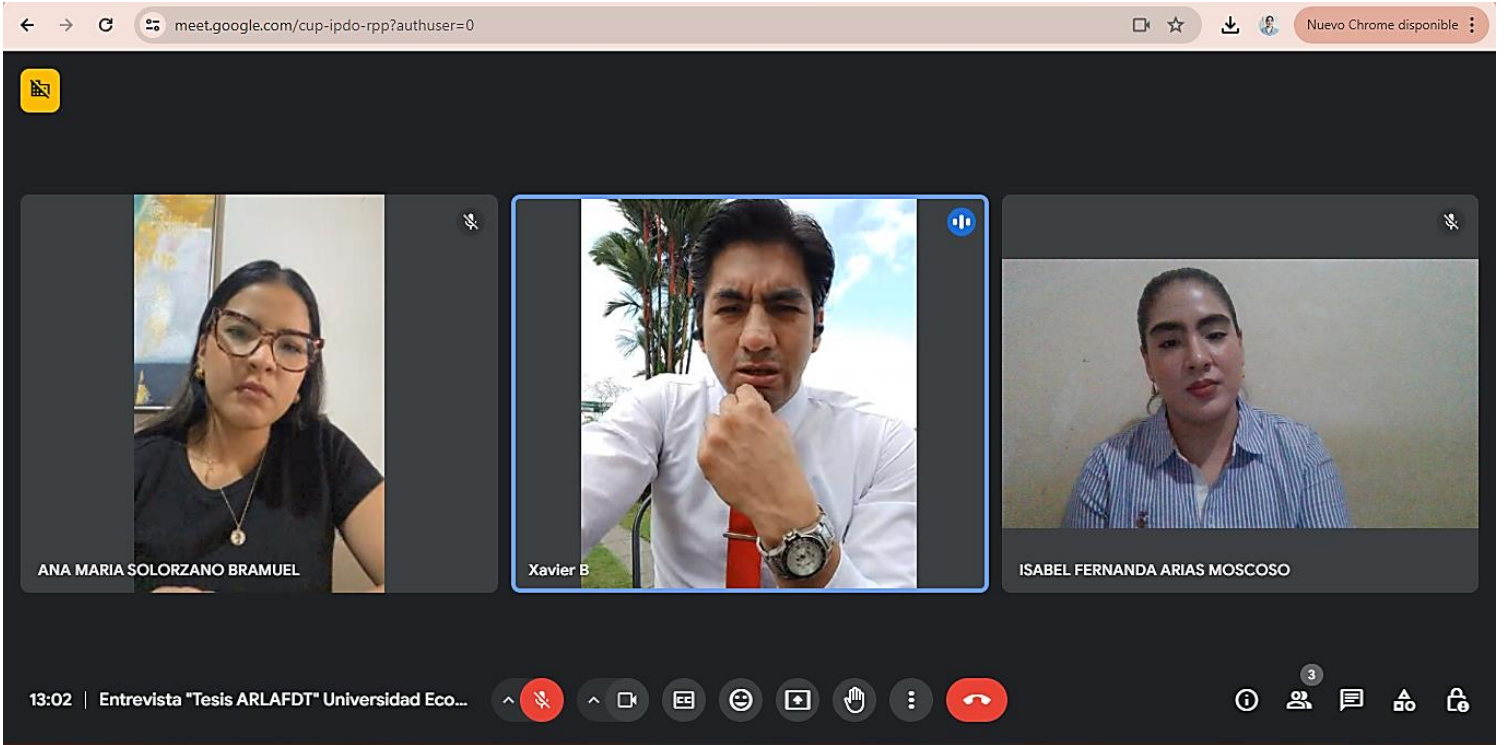 meet.google.com/cup-ipdo-rpp?authuser=0
Nuevo Chrome disponible
ANA MARIA SOLORZANO BRAMUEL
Xavier B
ISABEL FERNANDA ARIAS MOSCOSO
3
13:02 | Entrevista "Tesis ARLAFDT" Universidad Eco...
CC